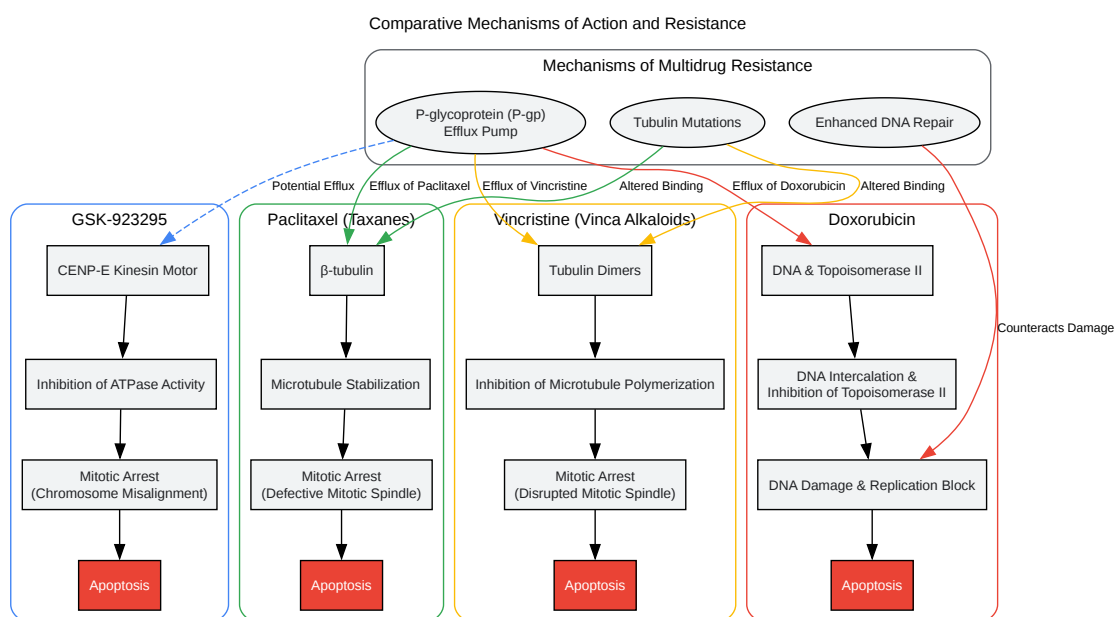 Comparative Mechanisms of Action and Resistance
Mechanisms of Multidrug Resistance
P-glycoprotein (P-gp)
Efflux Pump
Tubulin Mutations
Enhanced DNA Repair
Potential Efflux
Efflux of Paclitaxel
Efflux of Vincristine
Altered Binding
Efflux of Doxorubicin
Altered Binding
GSK-923295
Paclitaxel (Taxanes)
Vincristine (Vinca Alkaloids)
Doxorubicin
CENP-E Kinesin Motor
β-tubulin
Tubulin Dimers
DNA & Topoisomerase II
Counteracts Damage
Inhibition of ATPase Activity
Microtubule Stabilization
Inhibition of Microtubule Polymerization
DNA Intercalation &
Inhibition of Topoisomerase II
Mitotic Arrest
(Chromosome Misalignment)
Mitotic Arrest
(Defective Mitotic Spindle)
Mitotic Arrest
(Disrupted Mitotic Spindle)
DNA Damage & Replication Block
Apoptosis
Apoptosis
Apoptosis
Apoptosis